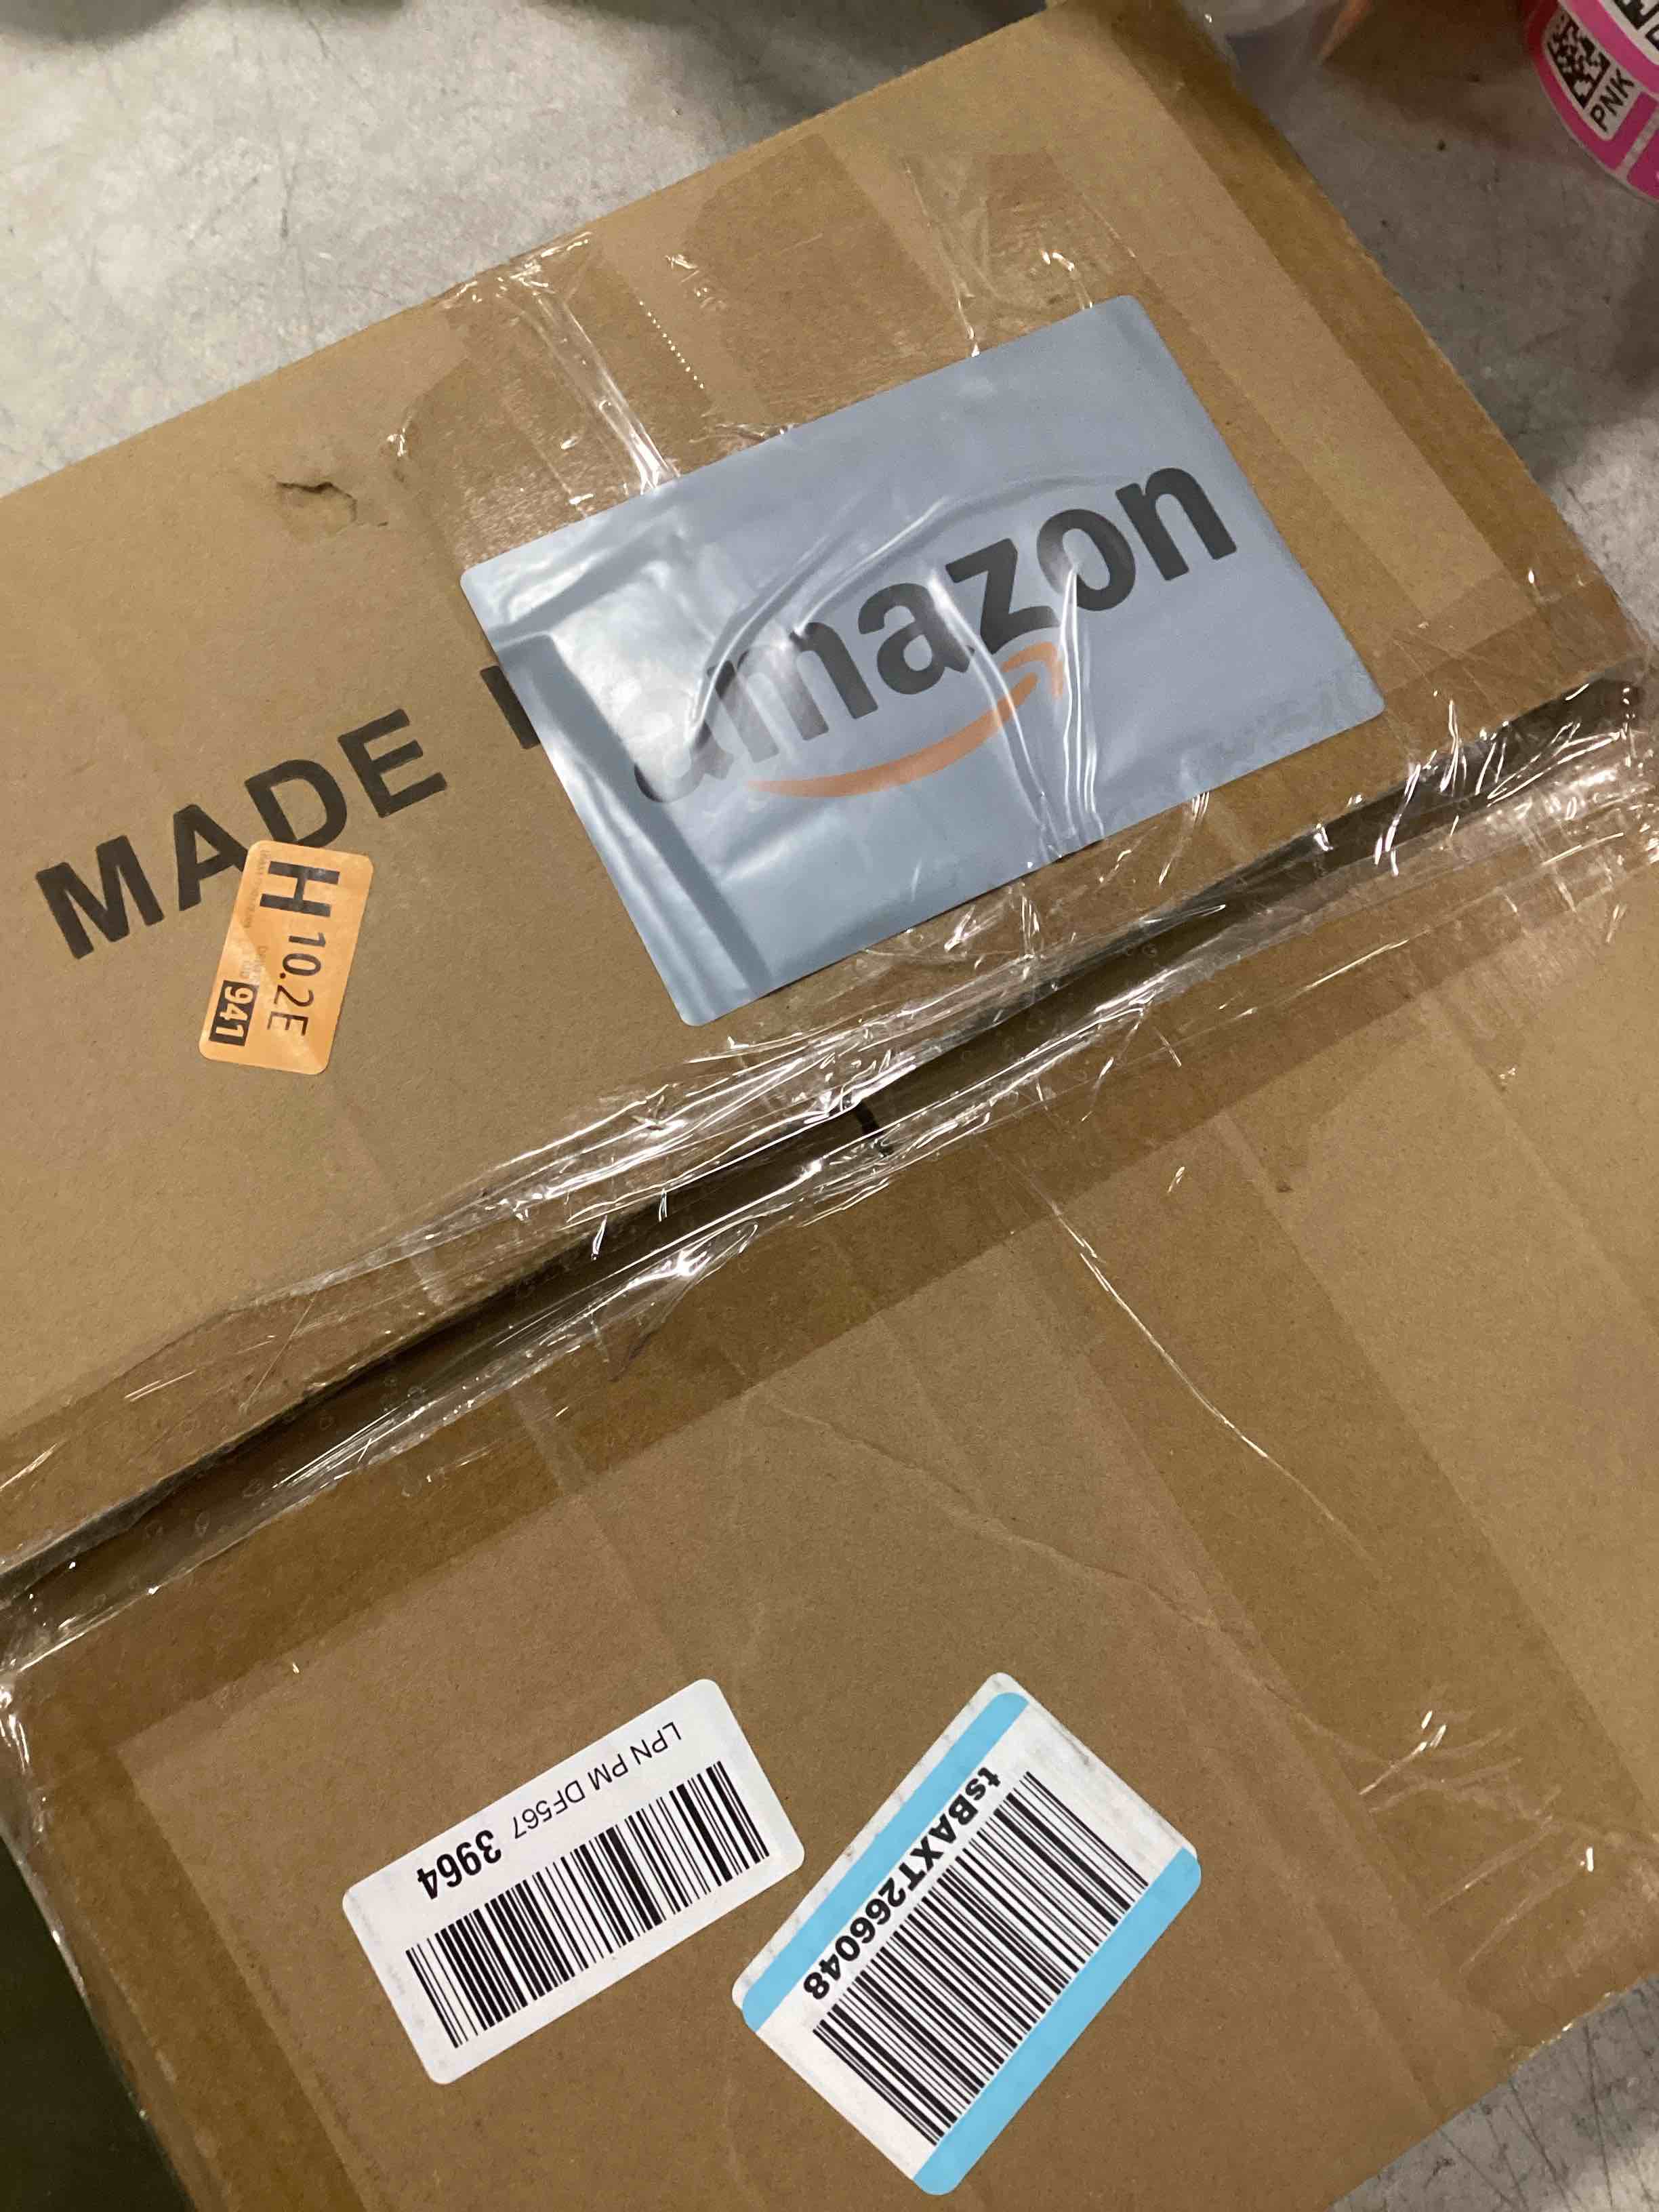 PNK
amazon
MADE
H 10.2E
941
LPN PM DF567 3964
tsBAXT266048